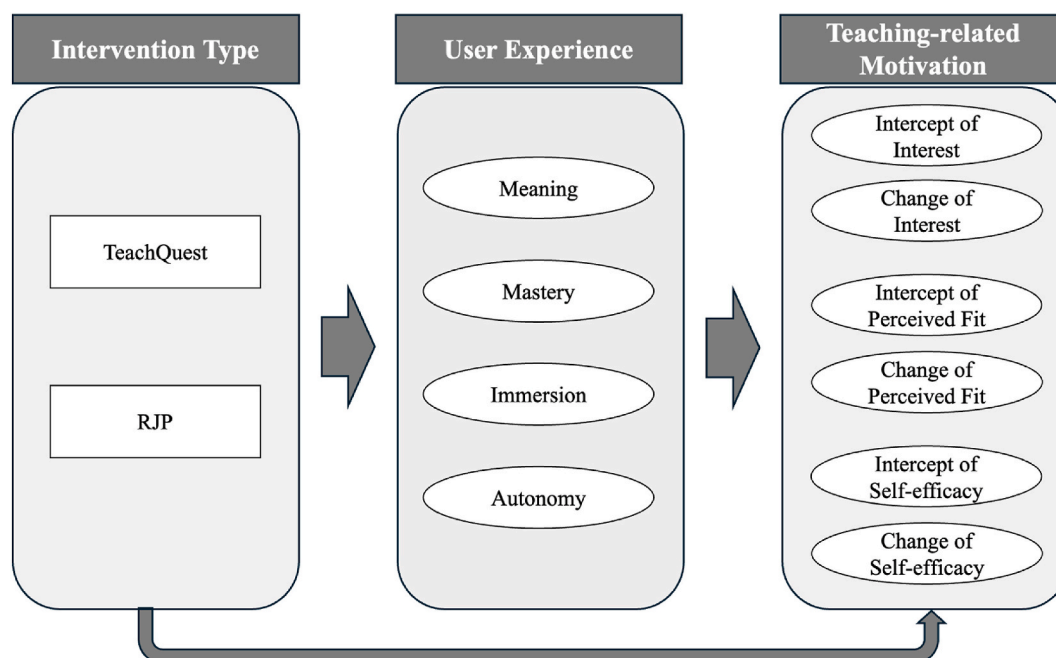 Intervention Type
TeachQuest
RJP
User Experience
Meaning
Mastery
Immersion
Autonomy
Teaching-related
Motivation
Intercept of
Interest
Change of
Interest
Intercept of
Perceived Fit
Change of
Perceived Fit
Intercept of
Self-efficacy
Change of
Self-efficacy